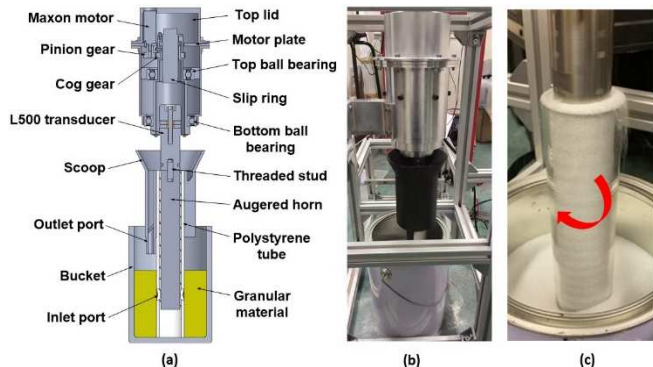 Maxon motor
Pinion gear
Cog gear
L500 transducer
Scoop
Outlet port
Bucket
Inlet port
Top lid
Motor plate
Top ball bearing
Slip ring
Bottom ball
bearing
Threaded stud
Augered horn
Polystyrene
tube
Granular
material
(a)
(b)
(c)